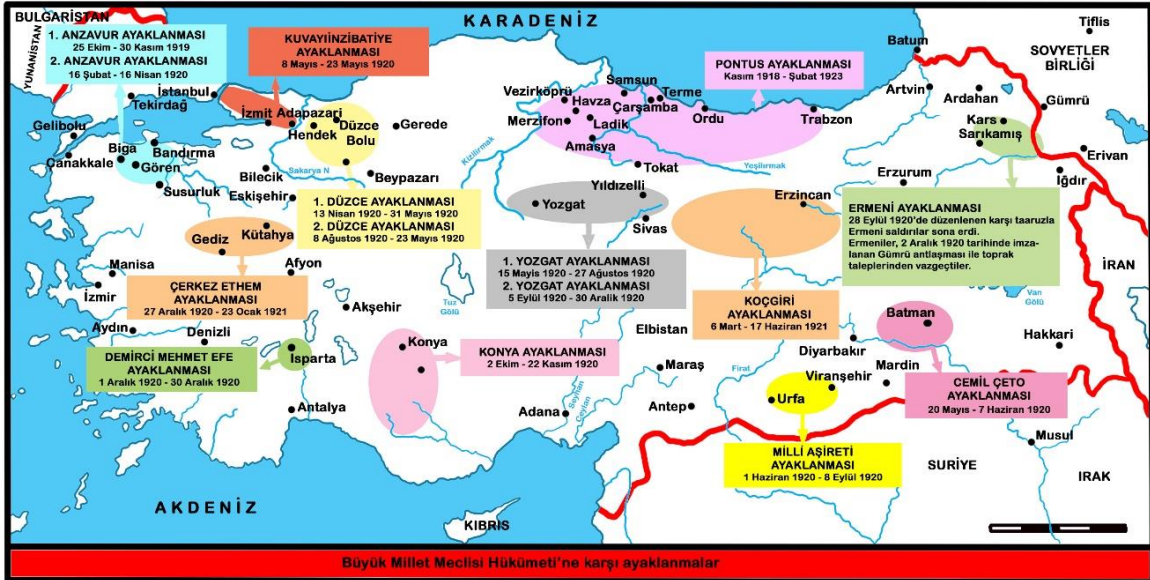 BULGARİSTAN
YUNANİSTAN
KARADENİZ
Tiflis
SOVYETLER
BİRLİĞİ
1. ANZAVUR AYAKLANMASI
25 Ekim - 30 Kasım 1919
2. ANZAVUR AYAKLANMASI
16 Şubat - 16 Nisan 1920
KUVAYIİNZİBATİYE
AYAKLANMASI
8 Mayıs - 23 Mayıs 1920
PONTUS AYAKLANMASI
Kasım 1918 - Şubat 1923
Batum
Artvin
Ardahan
Gümrü
Kars
Sarıkamış
Erivan
Iğdır
Erzurum
İstanbul
Tekirdağ
Gelibolu
Çanakkale
Biga
Gören
Bandırma
Susurluk
İzmit
Adapazari
Hendek
Düzce
Bolu
Gerede
Bilecik
Sakarya N
Beypazarı
Eskişehir
Kizilirmak
Vezirköprü
Samsun
Terme
Havza
Çarşamba
Merzifon
Ladik
Ordu
Trabzon
Amasya
Tokat
Yeşilırmak
1. DÜZCE AYAKLANMASI
13 Nisan 1920 - 31 Mayıs 1920
2. DÜZCE AYAKLANMASI
8 Ağustos 1920 - 23 Mayıs 1920
Yozgat
Yıldızelli
Sivas
Erzincan
ERMENİ AYAKLANMASI
28 Eylül 1920'de düzenlenen karşı taaruzla
Ermeni saldırılar sona erdi.
Ermeniler, 2 Aralık 1920 tarihinde imza-
lanan Gümrü antlaşması ile toprak
taleplerinden vazgeçtiler.
İRAN
Kütahya
Gediz
Manisa
İzmir
Afyon
Akşehir
Tuz
Gölü
Van
Gölü
ÇERKEZ ETHEM
AYAKLANMASI
27 Aralık 1920 - 23 Ocak 1921
1. YOZGAT AYAKLANMASI
15 Mayis 1920 - 27 Ağustos 1920
2. YOZGAT AYAKLANMASI
5 Eylül 1920 - 30 Aralik 1920
KOÇGİRİ
AYAKLANMASI
6 Mart - 17 Haziran 1921
Aydın
Denizli
Isparta
Antalya
DEMİRCİ MEHMET EFE
AYAKLANMASI
1 Aralık 1920 - 30 Aralık 1920
Konya
KONYA AYAKLANMASI
2 Ekim - 22 Kasım 1920
Elbistan
Maraş
Adana
Seyhan
Ceylan
Antep
Firat
Batman
Diyarbakır
Mardin
Viranşehir
Urfa
Hakkari
CEMİL ÇETO
AYAKLANMASI
20 Mayıs - 7 Haziran 1920
MİLLİ AŞİRETİ
AYAKLANMASI
1 Haziran 1920 - 8 Eylül 1920
Musul
SURİYE
IRAK
AKDENİZ
KIBRIS
Büyük Millet Meclisi Hükümeti'ne karşı ayaklanmalar